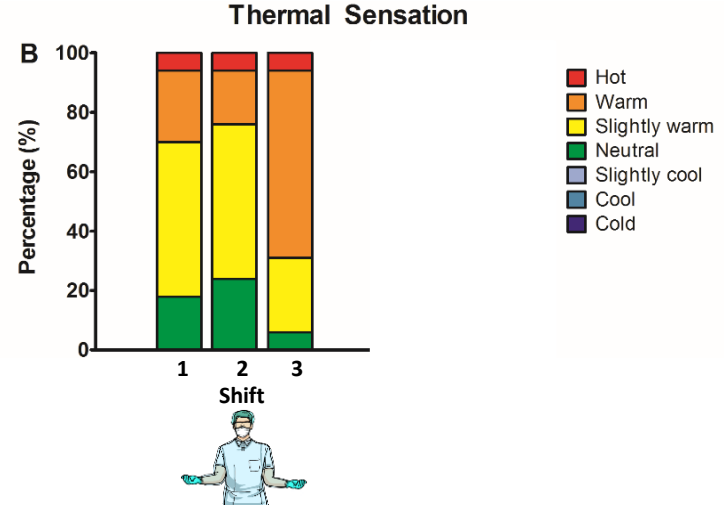 Thermal Sensation
B
Percentage (%)
100
80
60
40
20
0
1 2 3
Shift
Hot
Warm
Slightly warm
Neutral
Slightly cool
Cool
Cold